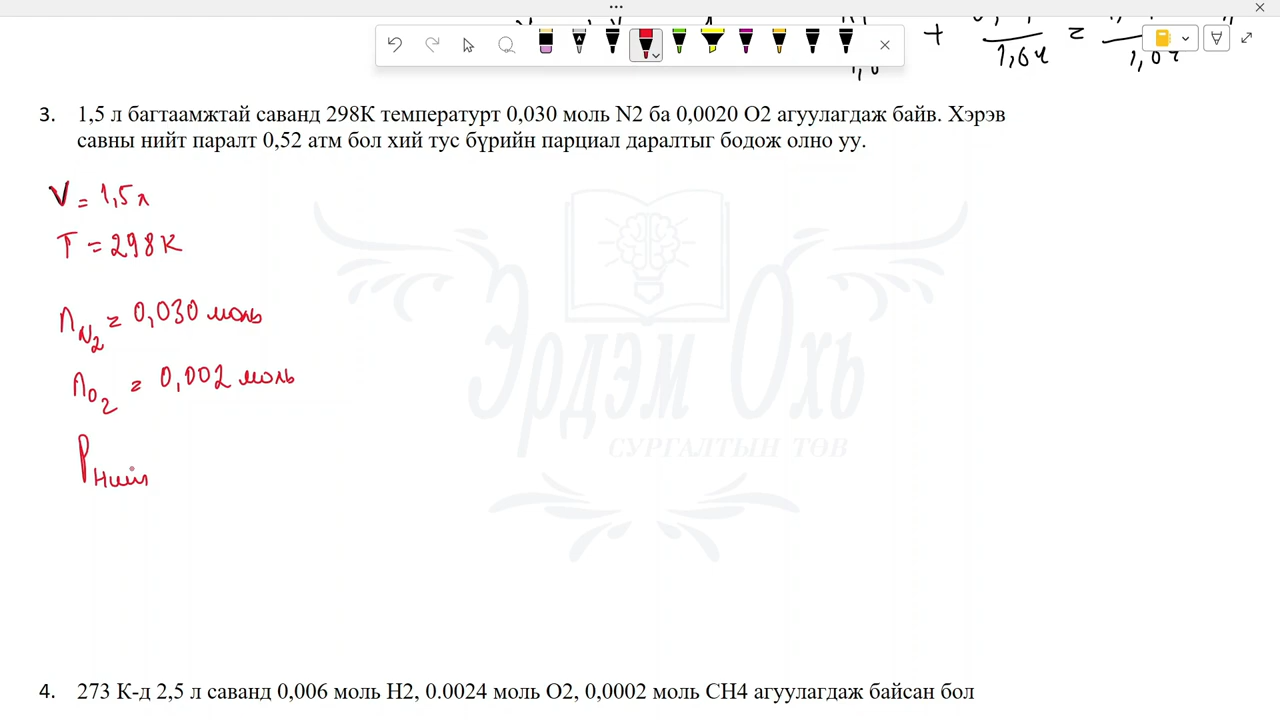 3. 1,5 л багтаамжтай саванд 298К температурт 0,030 моль N2 ба 0,0020 O2 агуулагдаж байв. Хэрэв
савны нийт паралт 0,52 атм бол хий тус бүрийн парциал даралтыг бодож олно уу.
V = 1,5 л
T = 298 K
n N2 = 0,030 моль
n O2 = 0,002 моль
P нийл
Эрдэм Охь
СУРГАЛТЫН ТӨВ
4. 273 К-д 2,5 л саванд 0,006 моль H2, 0.0024 моль O2, 0,0002 моль CH4 агуулагдаж байсан бол